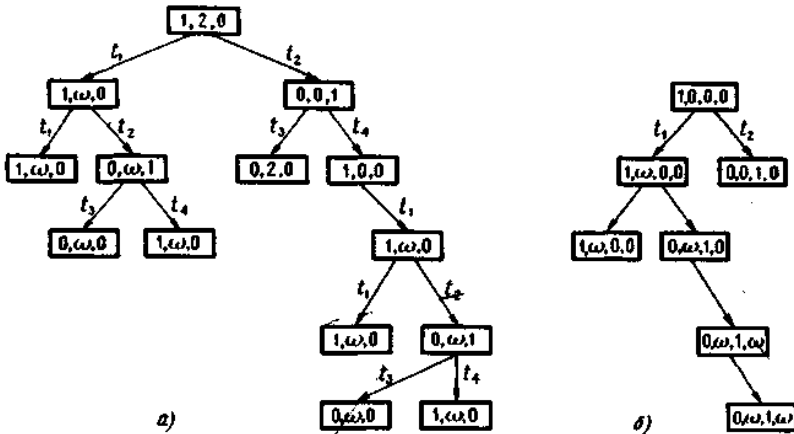 1, 2, 0
t₁ t₂
1,ω,0 0,0,1 1,0,0,0
t₁ t₂ t₃ t₄ t₁ t₂
1,ω,0 0,ω,1 0,2,0 1,0,0 1,ω,0,0 0,0,1,0
t₃ t₄ t₁
0,ω,0 1,ω,0 1,ω,0 1,ω,0,0 0,ω,1,0
t₁ t₂
1,ω,0 0,ω,1 0,ω,1,ω
t₃ t₄
а) 0,ω,0 1,ω,0 б) 0,ω,1,ω